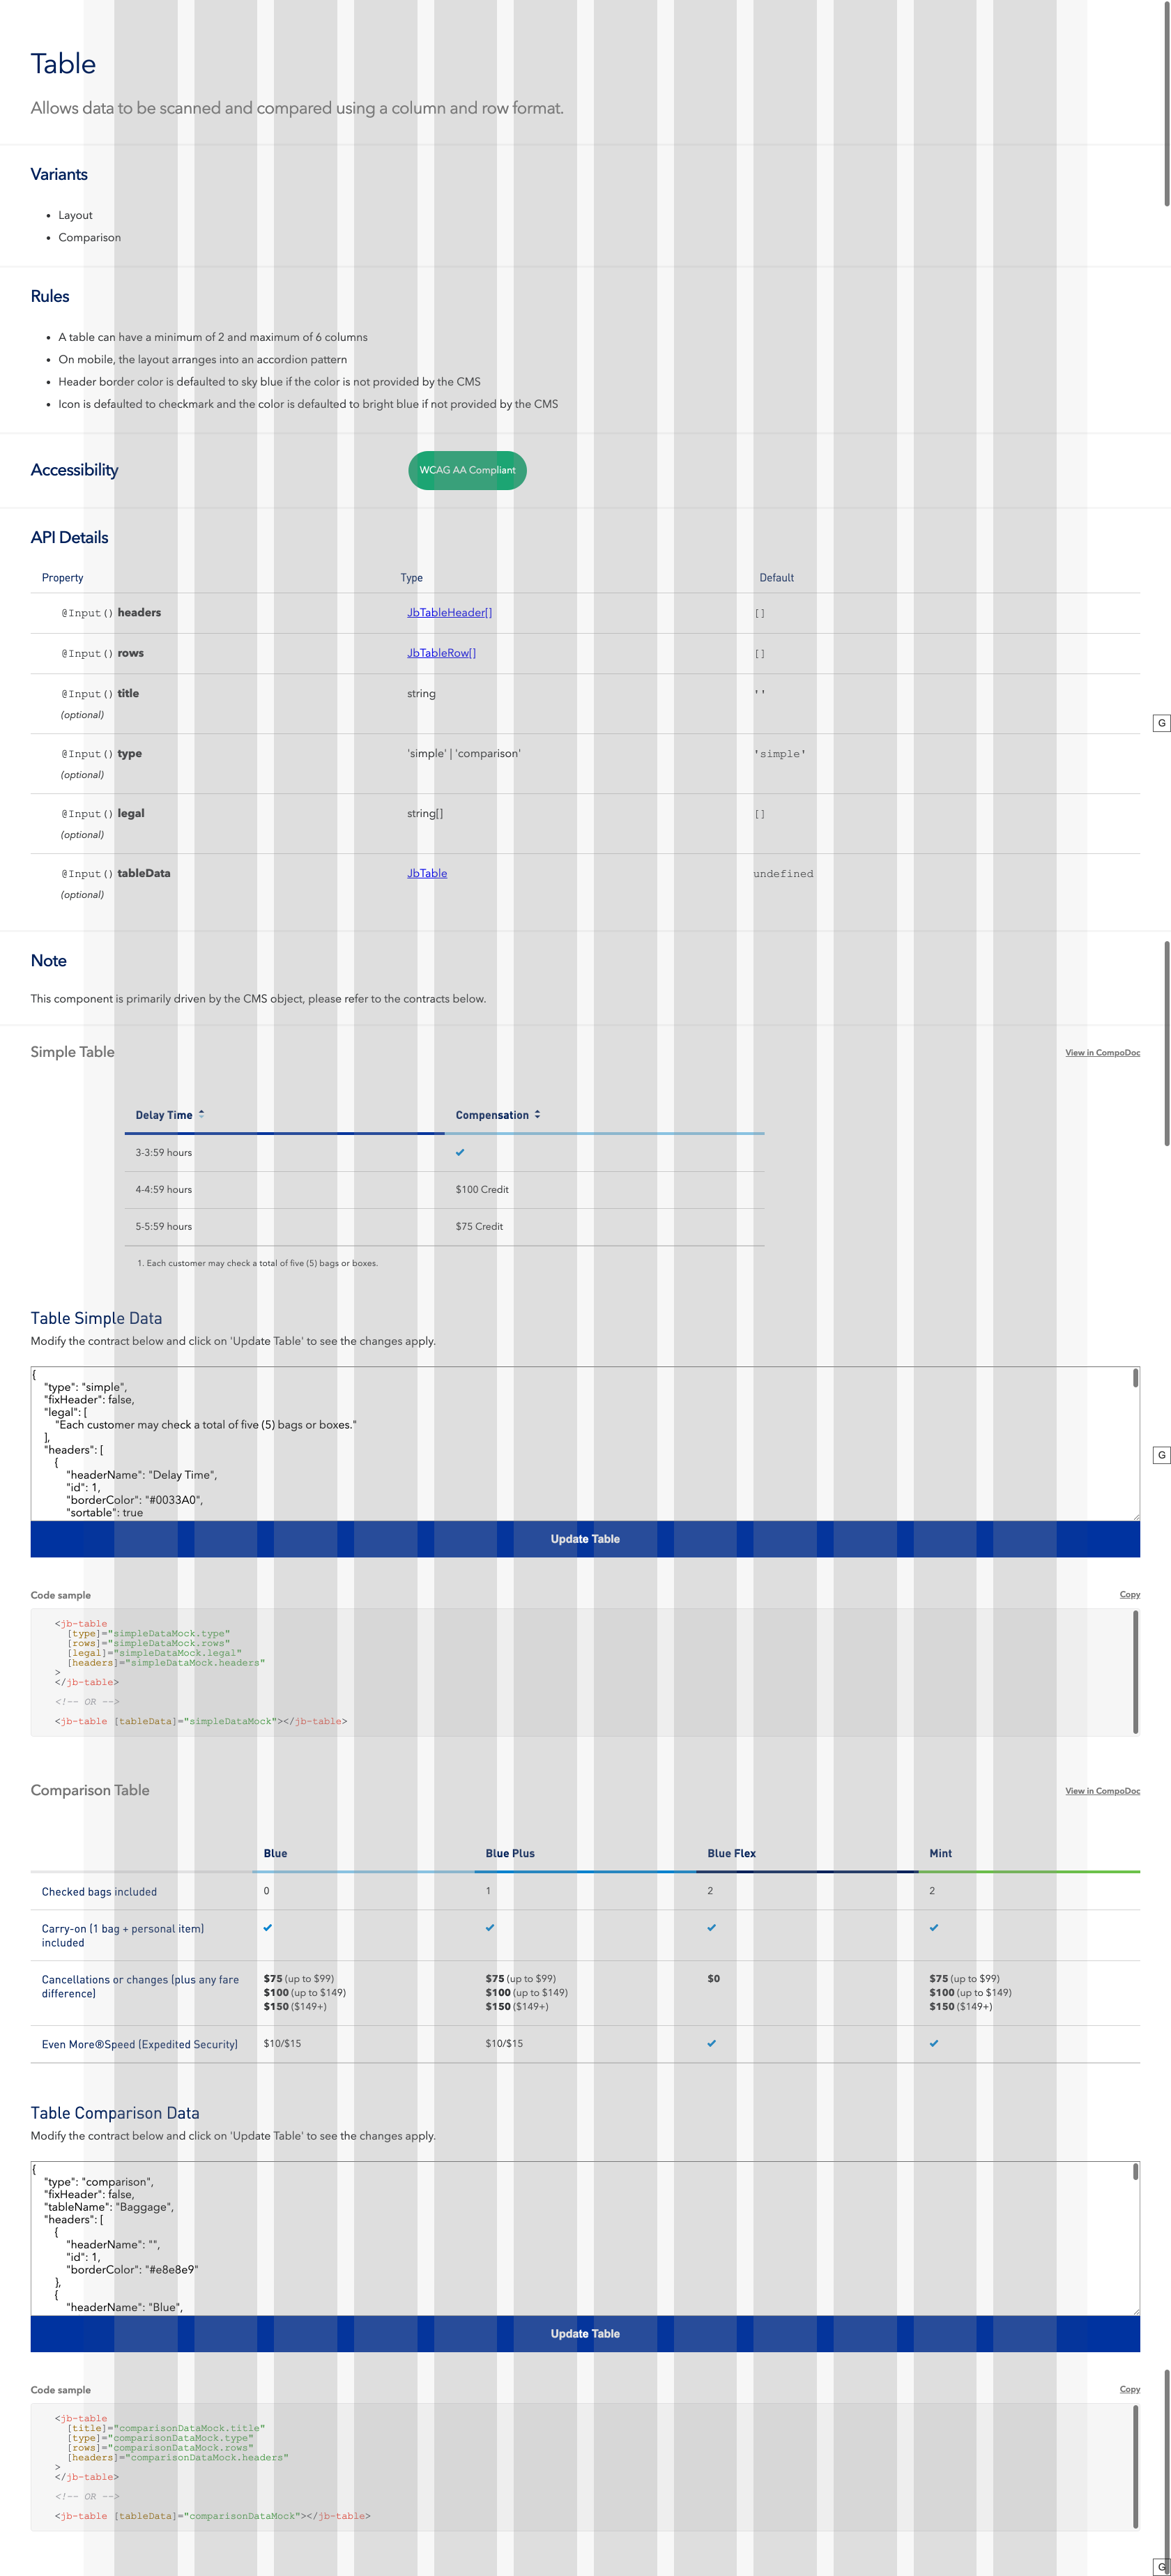 Table
Allows data to be scanned and compared using a column and row format.
Variants
Layout
Comparison
Rules
A table can have a minimum of 2 and maximum of 6 columns
On mobile, the layout arranges into an accordion pattern
Header border color is defaulted to sky blue if the color is not provided by the CMS
Icon is defaulted to checkmark and the color is defaulted to bright blue if not provided by the CMS
Accessibility WCAG AA Compliant
API Details
Property Type Default
@Input() headers JbTableHeader[] []
@Input() rows JbTableRow[] []
@Input() title string ''
(optional)
G
@Input() type 'simple' | 'comparison' 'simple'
(optional)
@Input() legal string[] []
(optional)
@Input() tableData JbTable undefined
(optional)
Note
This component is primarily driven by the CMS object, please refer to the contracts below.
Simple Table View in CompoDoc
Delay Time Compensation
3-3:59 hours
4-4:59 hours $100 Credit
5-5:59 hours $75 Credit
1. Each customer may check a total of five (5) bags or boxes.
Table Simple Data
Modify the contract below and click on 'Update Table' to see the changes apply.
{
"type": "simple",
"fixHeader": false,
"legal": [
"Each customer may check a total of five (5) bags or boxes."
],
"headers": [
{
G
"headerName": "Delay Time",
"id": 1,
"borderColor": "#0033A0",
"sortable": true
Update Table
Code sample Copy
<jb-table
[type]="simpleDataMock.type"
[rows]="simpleDataMock.rows"
[legal]="simpleDataMock.legal"
[headers]="simpleDataMock.headers"
>
</jb-table>
<!-- OR -->
<jb-table [tableData]="simpleDataMock"></jb-table>
Comparison Table View in CompoDoc
Blue Blue Plus Blue Flex Mint
Checked bags included 0 1 2 2
Carry-on (1 bag + personal item)
included
Cancellations or changes (plus any fare $75 (up to $99) $75 (up to $99) $0 $75 (up to $99)
difference) $100 (up to $149) $100 (up to $149) $100 (up to $149)
$150 ($149+) $150 ($149+) $150 ($149+)
Even More®Speed (Expedited Security) $10/$15 $10/$15
Table Comparison Data
Modify the contract below and click on 'Update Table' to see the changes apply.
{
"type": "comparison",
"fixHeader": false,
"tableName": "Baggage",
"headers": [
{
"headerName": "",
"id": 1,
"borderColor": "#e8e8e9"
},
{
"headerName": "Blue",
Update Table
Code sample Copy
<jb-table
[title]="comparisonDataMock.title"
[type]="comparisonDataMock.type"
[rows]="comparisonDataMock.rows"
[headers]="comparisonDataMock.headers"
>
</jb-table>
<!-- OR -->
<jb-table [tableData]="comparisonDataMock"></jb-table>
G